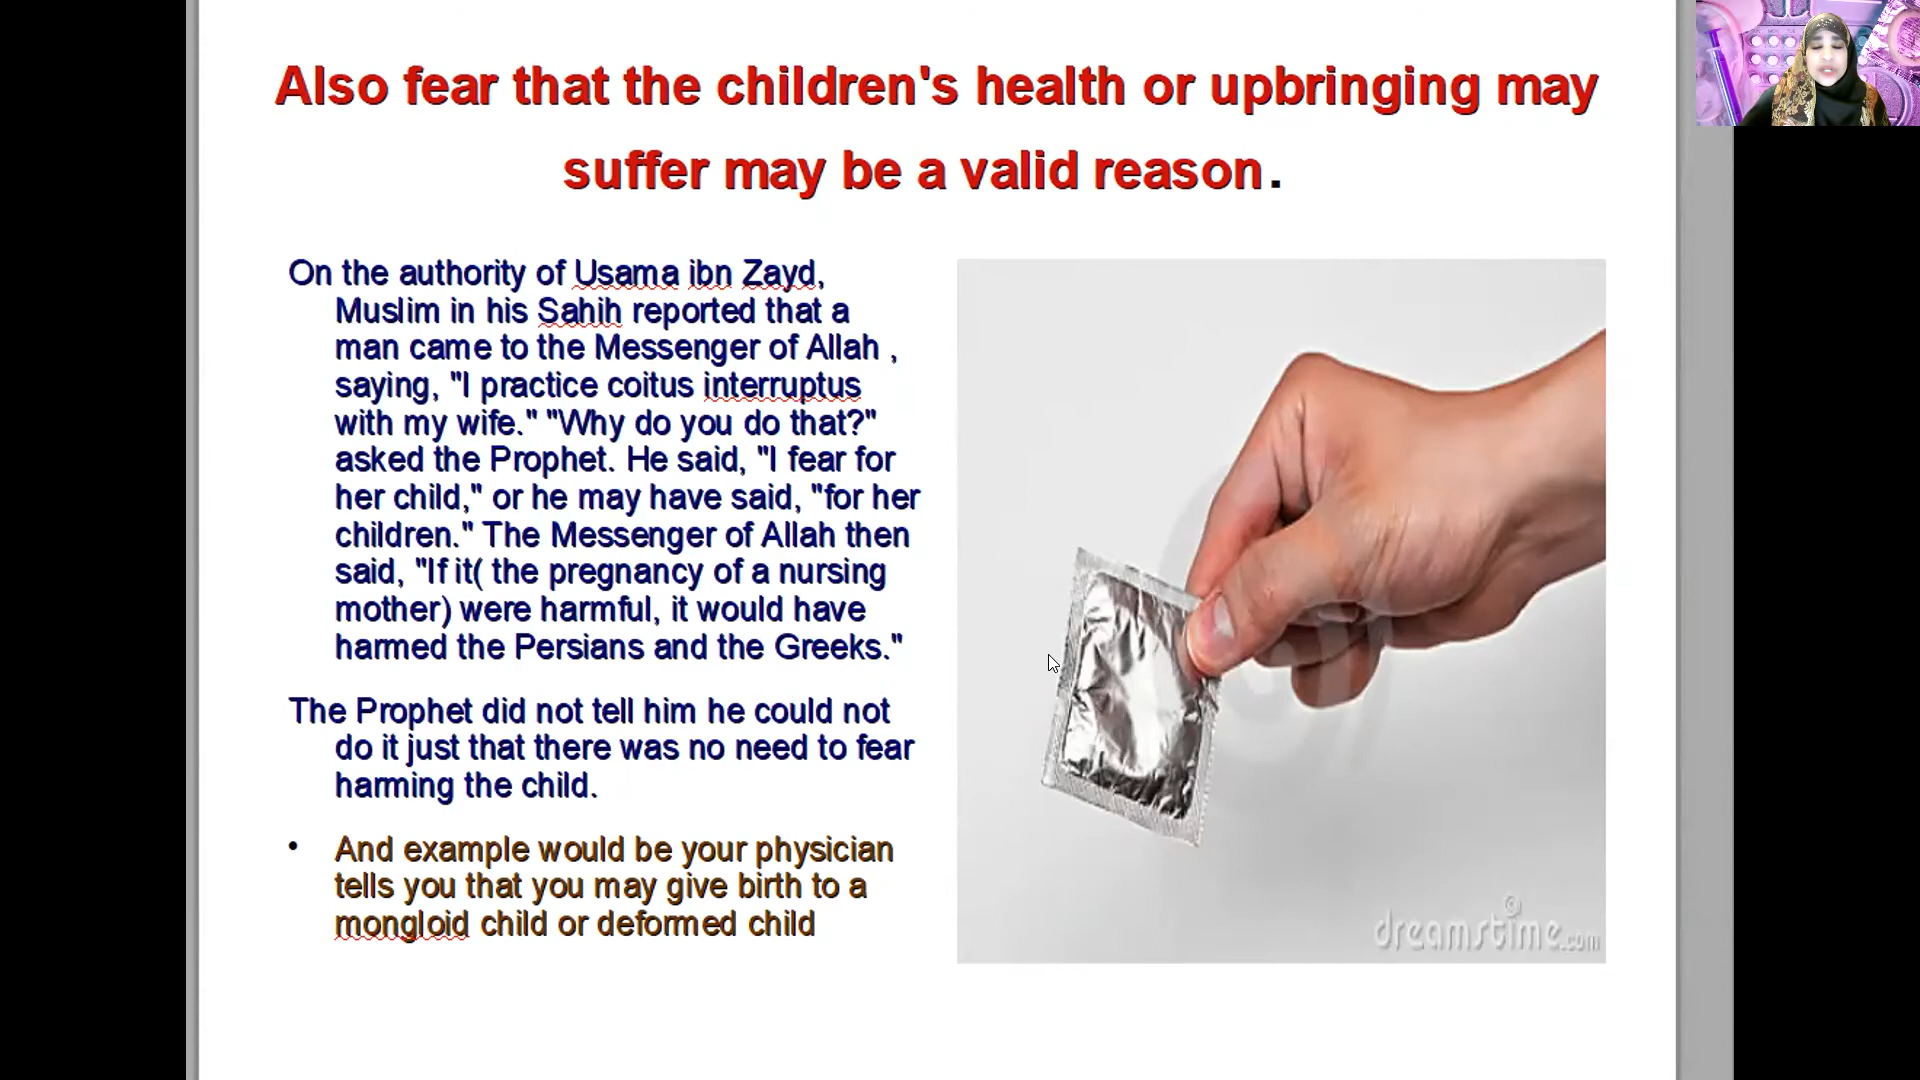 Also fear that the children's health or upbringing may
suffer may be a valid reason.
On the authority of Usama ibn Zayd,
Muslim in his Sahih reported that a
man came to the Messenger of Allah ,
saying, "I practice coitus interruptus
with my wife." "Why do you do that?"
asked the Prophet. He said, "I fear for
her child," or he may have said, "for her
children." The Messenger of Allah then
said, "If it( the pregnancy of a nursing
mother) were harmful, it would have
harmed the Persians and the Greeks."
The Prophet did not tell him he could not
do it just that there was no need to fear
harming the child.
• And example would be your physician
tells you that you may give birth to a
mongloid child or deformed child
dreamstime.com